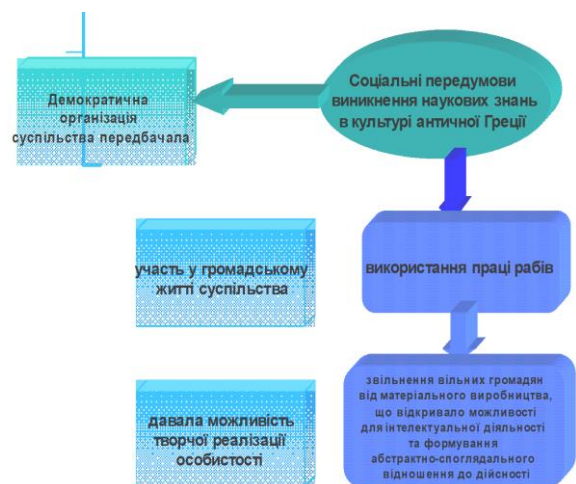 Соціальні передумови
виникнення наукових знань
в культурі античної Греції
Демократична
організація
суспільства передбачала
участь у громадському
житті суспільства
давала можливість
творчої реалізації
особистості
використання праці рабів
звільнення вільних громадян
від матеріального виробництва,
що відкривало можливості
для інтелектуальної діяльності
та формування
абстрактно-споглядального
відношення до дійсності